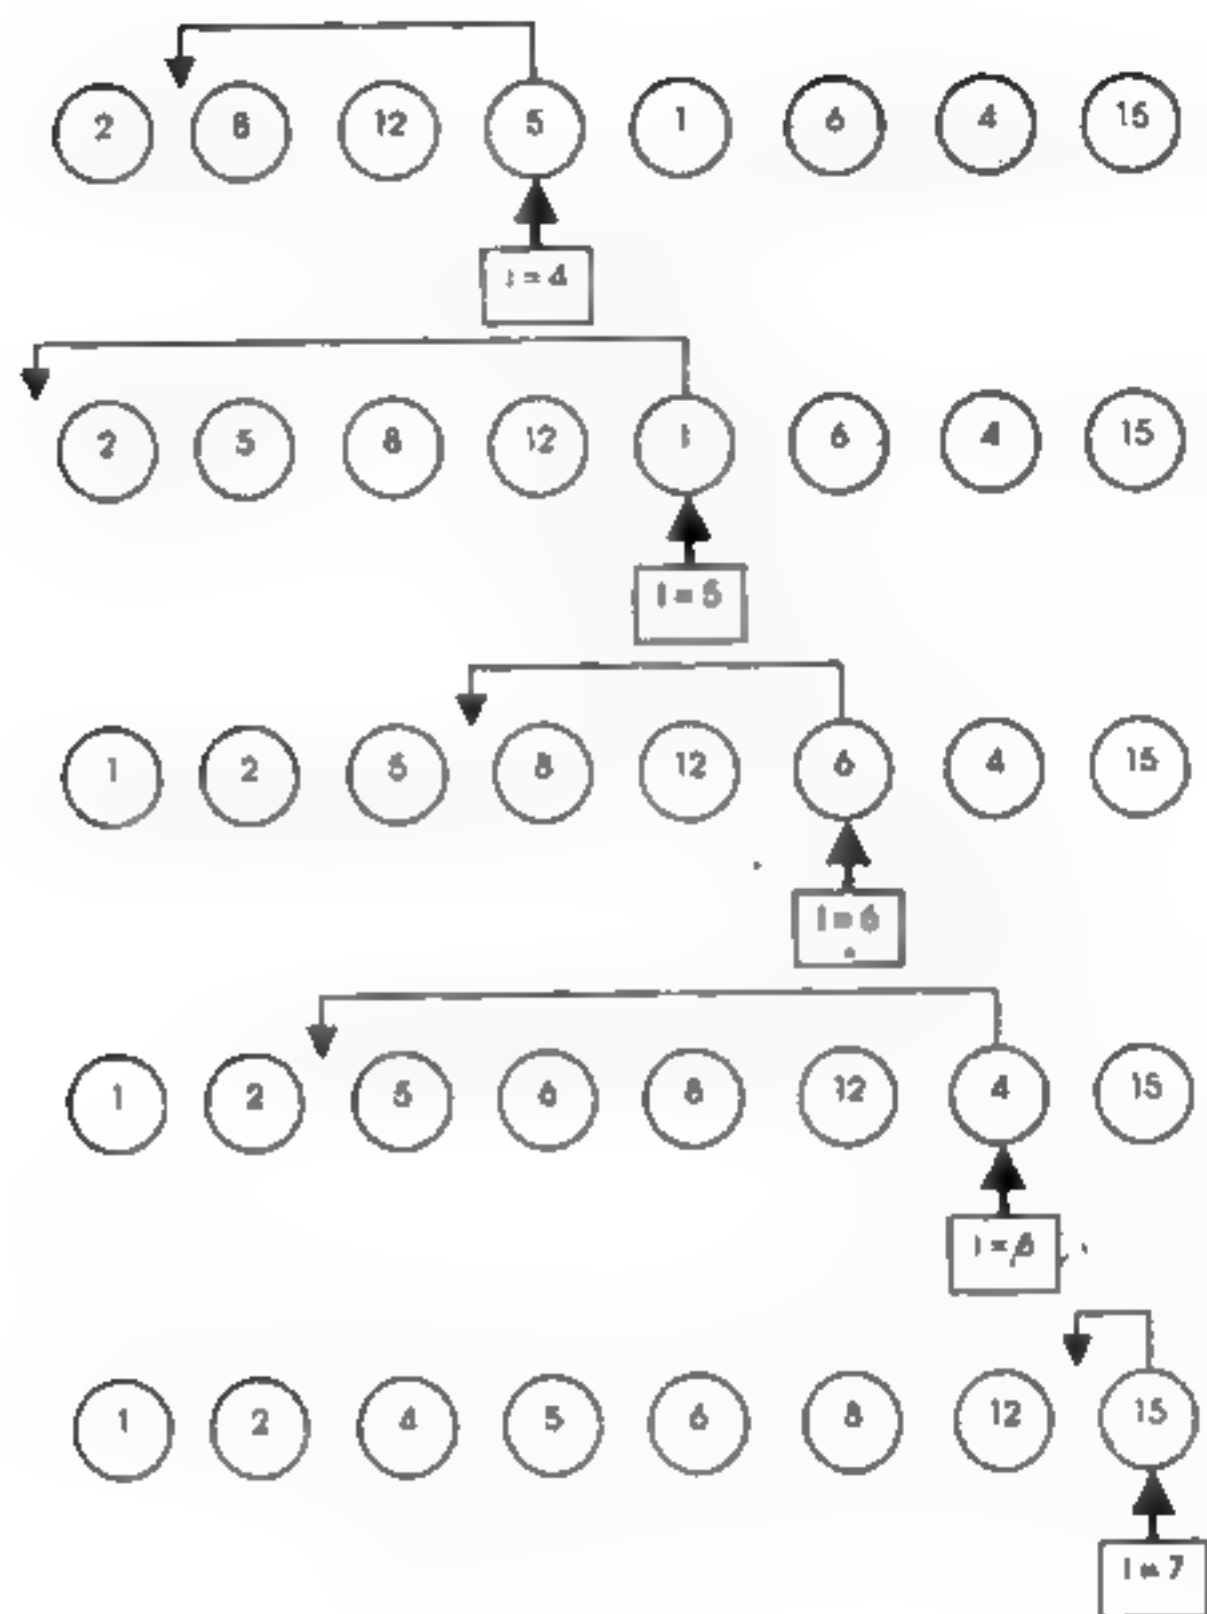 2 8 12 5 1 6 4 15
i = 4
2 5 8 12 1 6 4 15
I = 5
1 2 5 8 12 6 4 15
I = 6
1 2 5 6 8 12 4 15
I = 6
1 2 4 5 6 8 12 15
I = 7